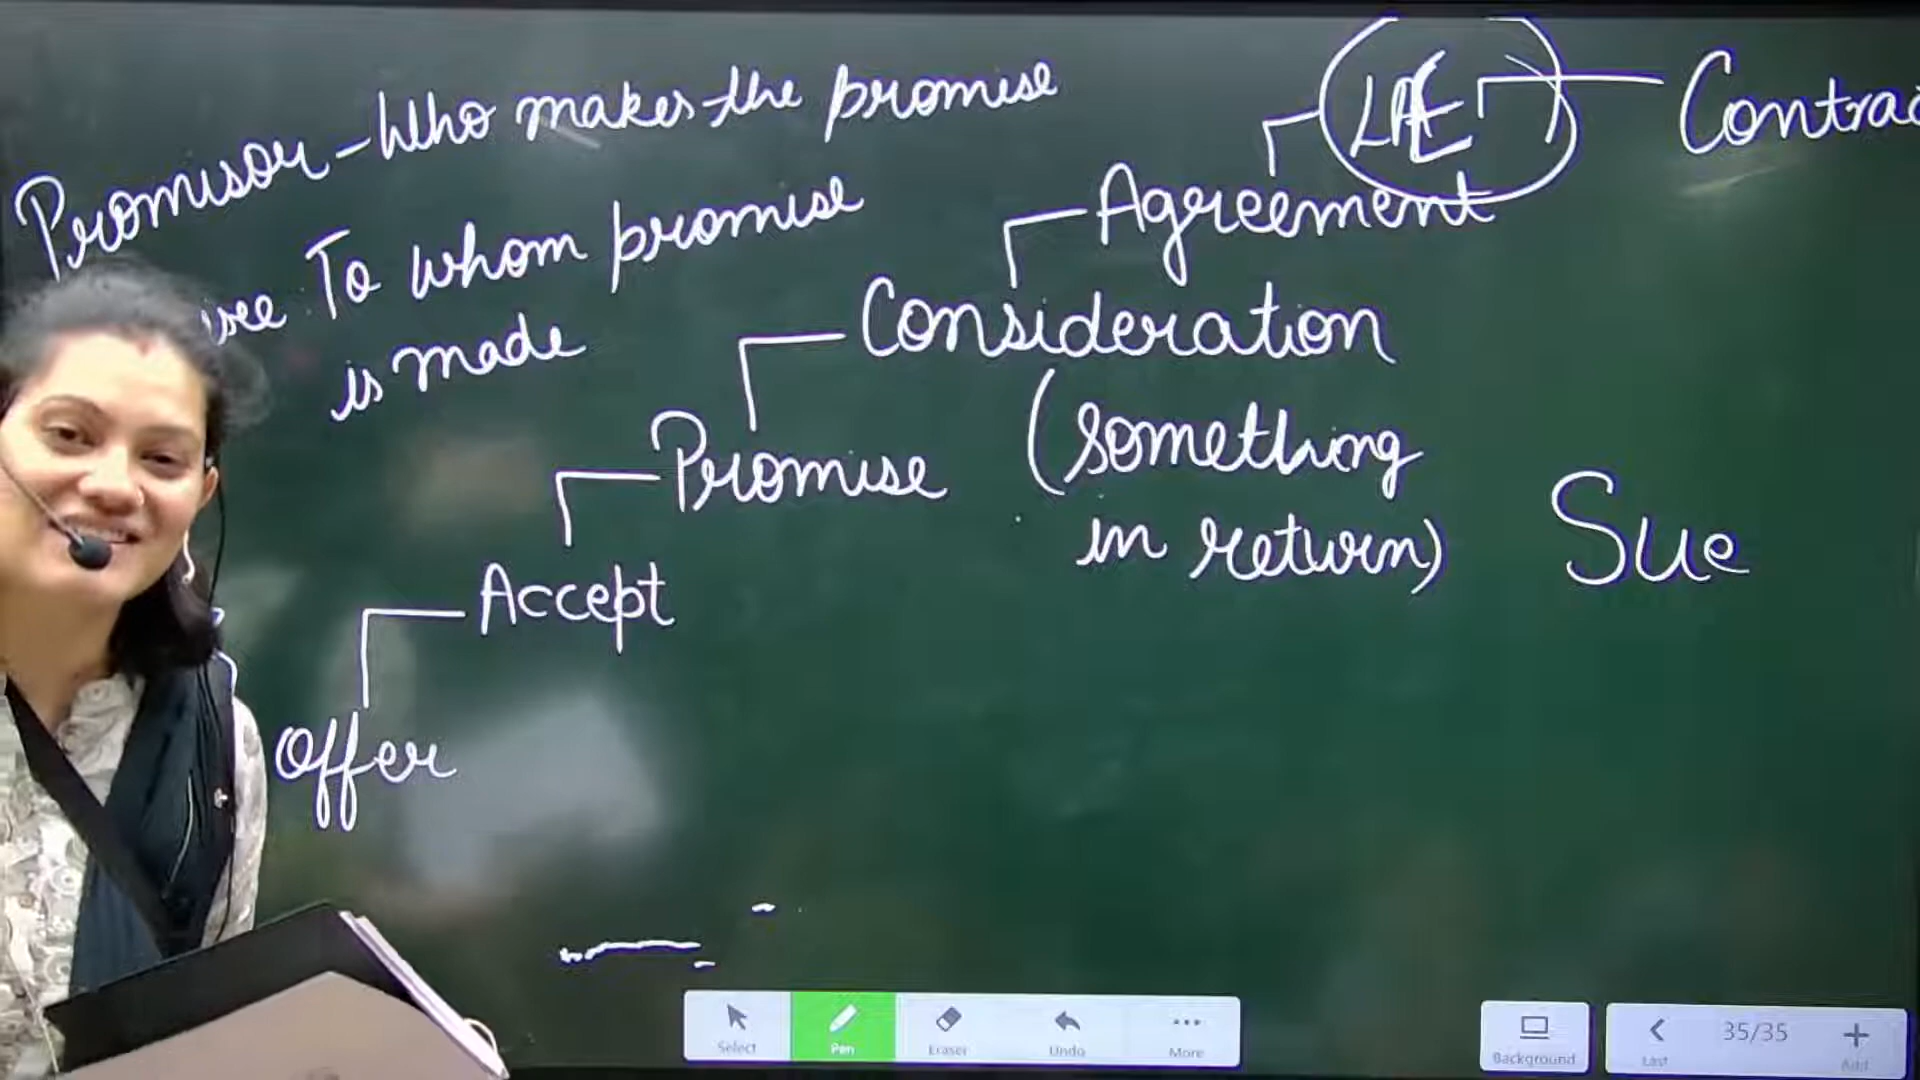 Promisor - Who makes the promise
To whom promise
is made
Contrac
Agreement
Consideration
(something
in return)
Promise
Sue
Accept
offer
Select
Pen
Eraser
Undo
More
Background
Last
35/35
Add